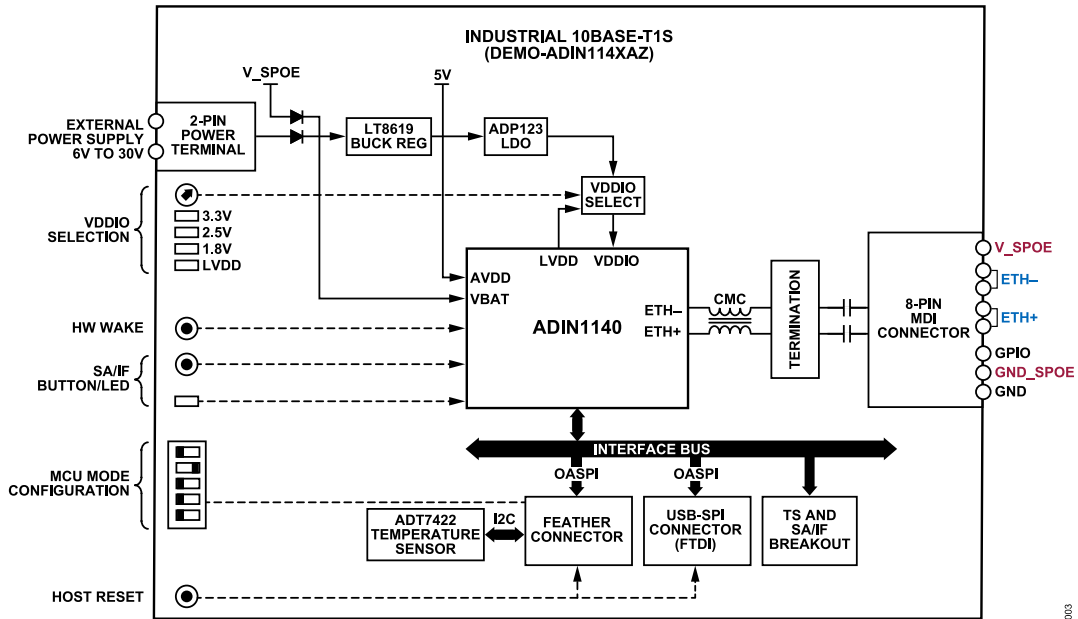 INDUSTRIAL 10BASE-T1S
(DEMO-ADIN114XAZ)
V_SPOE
5V
EXTERNAL
POWER SUPPLY
6V TO 30V
2-PIN
POWER
TERMINAL
LT8619
BUCK REG
ADP123
LDO
VDDIO
SELECT
VDDIO
SELECTION
3.3V
2.5V
1.8V
LVDD
LVDD
VDDIO
AVDD
VBAT
ADIN1140
ETH–
ETH+
CMC
TERMINATION
8-PIN
MDI
CONNECTOR
V_SPOE
ETH–
ETH+
GPIO
GND_SPOE
GND
HW WAKE
SA/IF
BUTTON/LED
INTERFACE BUS
OASPI
OASPI
MCU MODE
CONFIGURATION
ADT7422
TEMPERATURE
SENSOR
I2C
FEATHER
CONNECTOR
USB-SPI
CONNECTOR
(FTDI)
TS AND
SA/IF
BREAKOUT
HOST RESET
003